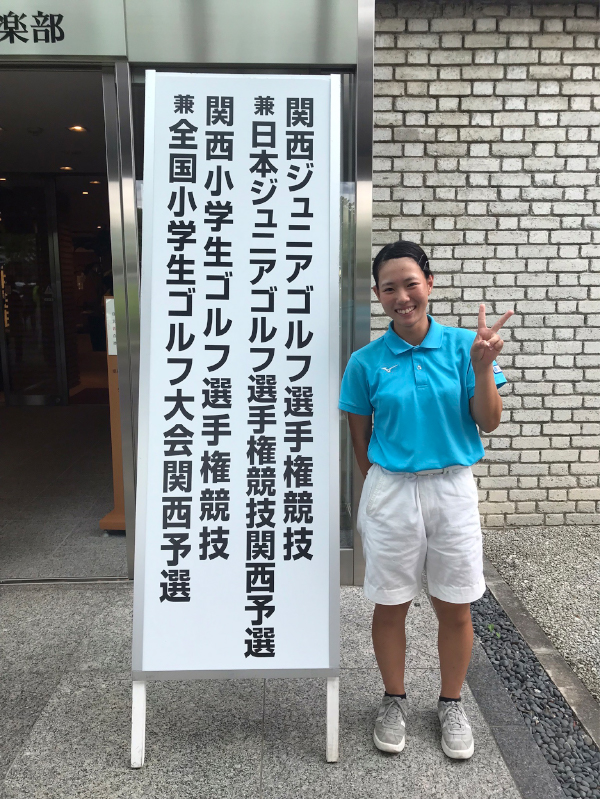 楽部
関西ジュニアゴルフ選手権競技
兼日本ジュニアゴルフ選手権競技関西予選
関西小学生ゴルフ選手権競技
兼全国小学生ゴルフ大会関西予選